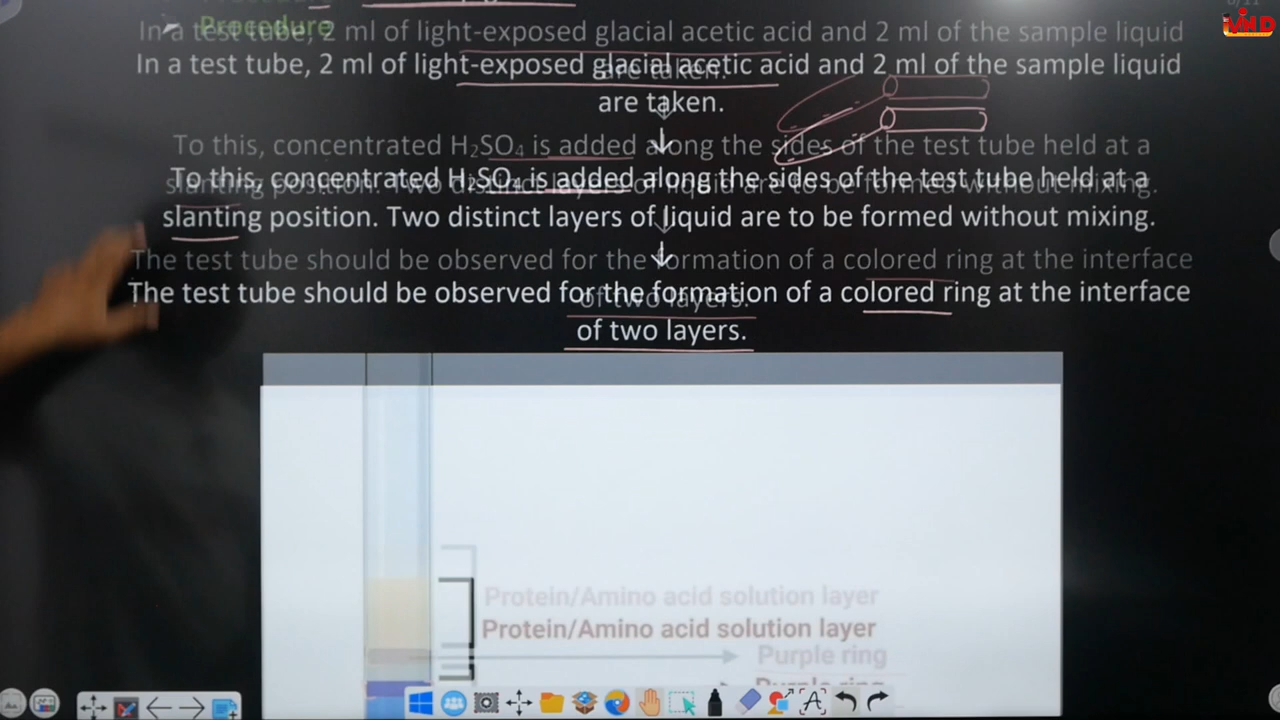 Procedure
In a test tube, 2 ml of light-exposed glacial acetic acid and 2 ml of the sample liquid
are taken.
To this, concentrated H₂SO₄ is added along the sides of the test tube held at a
slanting position. Two distinct layers of liquid are to be formed without mixing.
The test tube should be observed for the formation of a colored ring at the interface
of two layers.
Protein/Amino acid solution layer
Purple ring